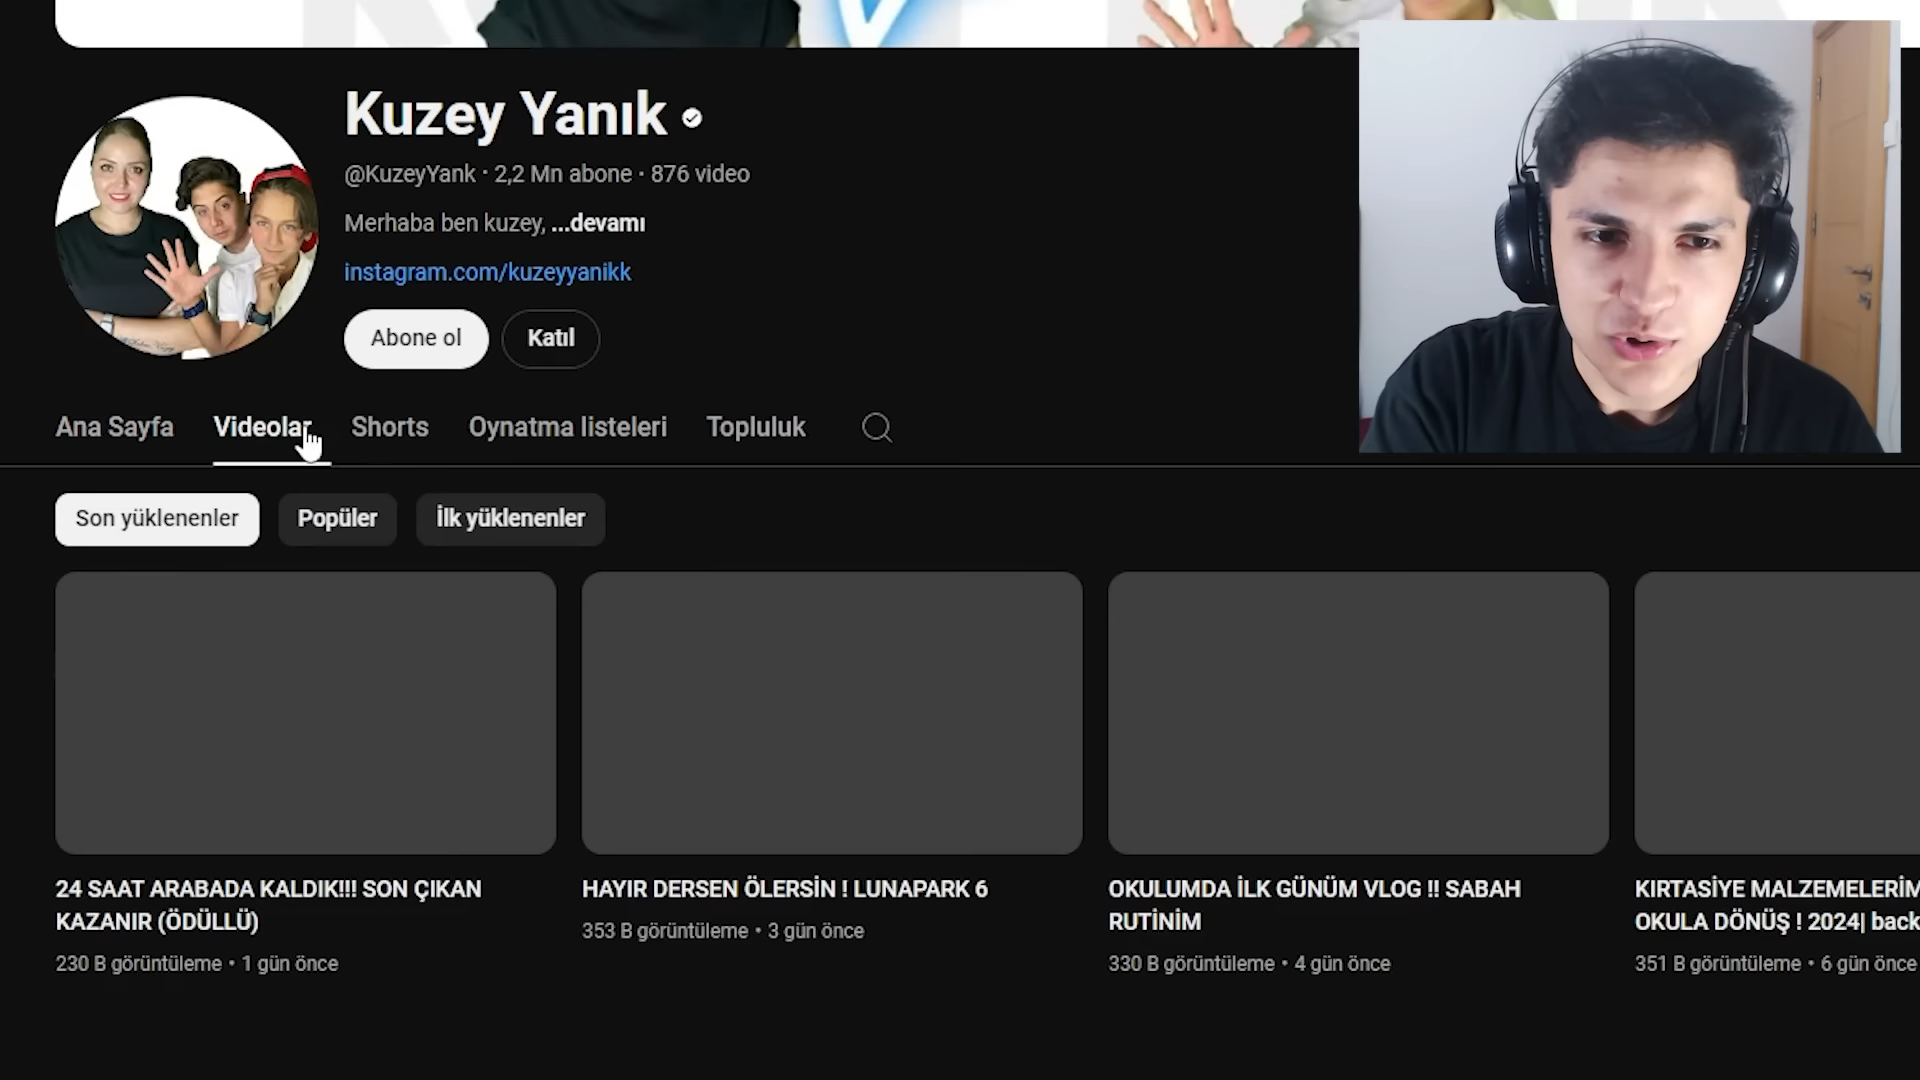 Kuzey Yanık
@KuzeyYank · 2,2 Mn abone · 876 video
Merhaba ben kuzey, ...devamı
instagram.com/kuzeyyanikk
Abone ol
Katıl
Ana Sayfa
Videolar
Shorts
Oynatma listeleri
Topluluk
Son yüklenenler
Popüler
İlk yüklenenler
24 SAAT ARABADA KALDIK!!! SON ÇIKAN
KAZANIR (ÖDÜLLÜ)
230 B görüntüleme • 1 gün önce
HAYIR DERSEN ÖLERSİN ! LUNAPARK 6
353 B görüntüleme • 3 gün önce
OKULUMDA İLK GÜNÜM VLOG !! SABAH
RUTİNİM
330 B görüntüleme • 4 gün önce
KIRTASİYE MALZEMELERİM
OKULA DÖNÜŞ ! 2024| back
351 B görüntüleme • 6 gün önce